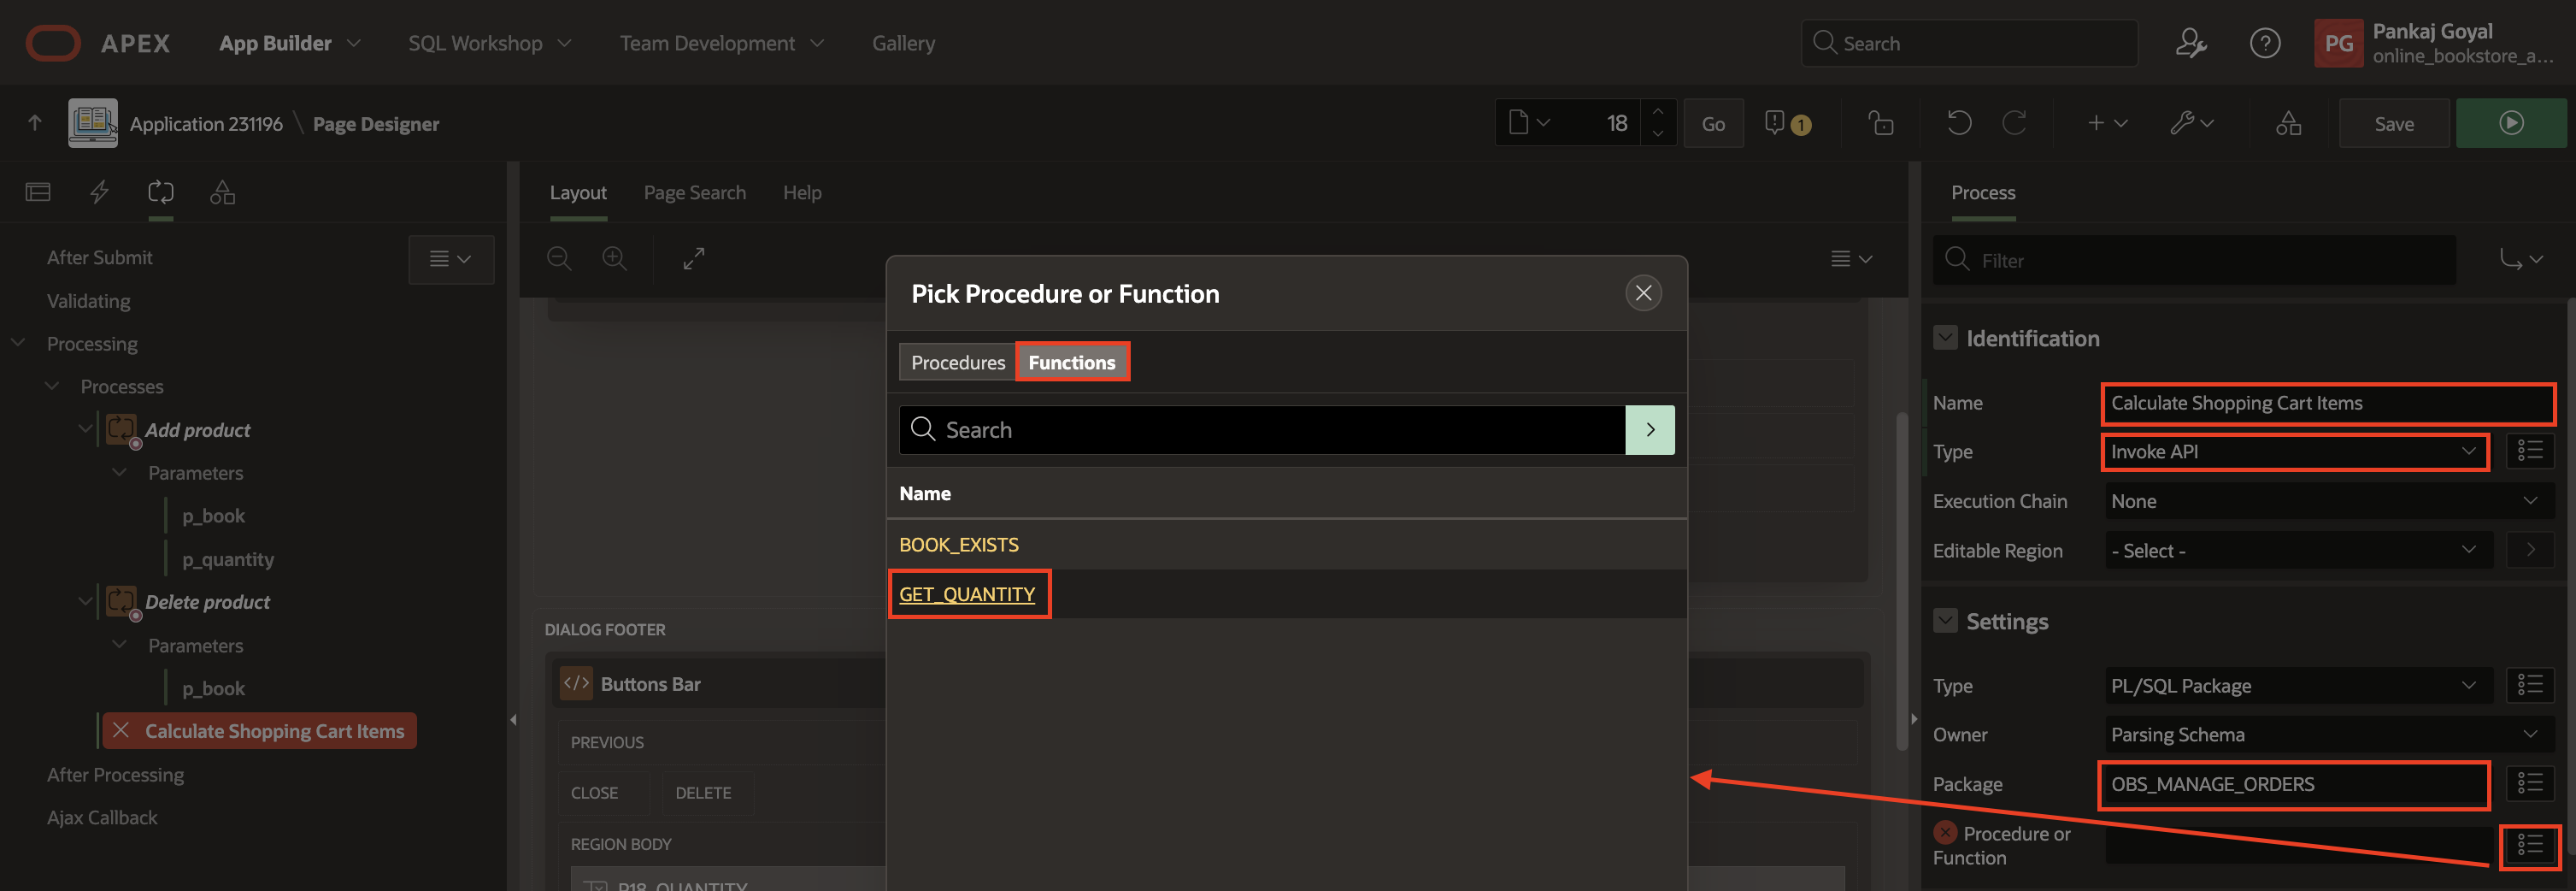 APEX App Builder SQL Workshop Team Development Gallery Search PG Pankaj Goyal
online_bookstore_a...
Application 231196 \ Page Designer 18 Go 1 Save
Layout Page Search Help
Process
After Submit
Validating
Processing
Processes
Add product
Parameters
p_book
p_quantity
Delete product
Parameters
p_book
Calculate Shopping Cart Items
After Processing
Ajax Callback
DIALOG FOOTER
Buttons Bar
PREVIOUS
CLOSE DELETE
REGION BODY
P18_QUANTITY
Pick Procedure or Function
Procedures Functions
Search
Name
BOOK_EXISTS
GET_QUANTITY
Filter
Identification
Name Calculate Shopping Cart Items
Type Invoke API
Execution Chain None
Editable Region - Select -
Settings
Type PL/SQL Package
Owner Parsing Schema
Package OBS_MANAGE_ORDERS
Procedure or
Function